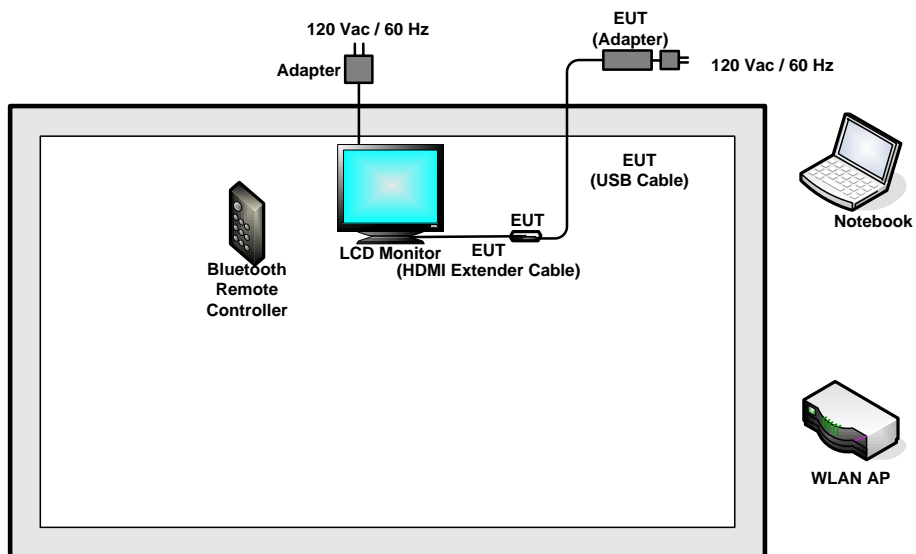 120 Vac / 60 Hz
Adapter
EUT
(Adapter)
120 Vac / 60 Hz
EUT
(USB Cable)
Notebook
EUT
LCD Monitor
EUT
(HDMI Extender Cable)
Bluetooth
Remote
Controller
WLAN AP